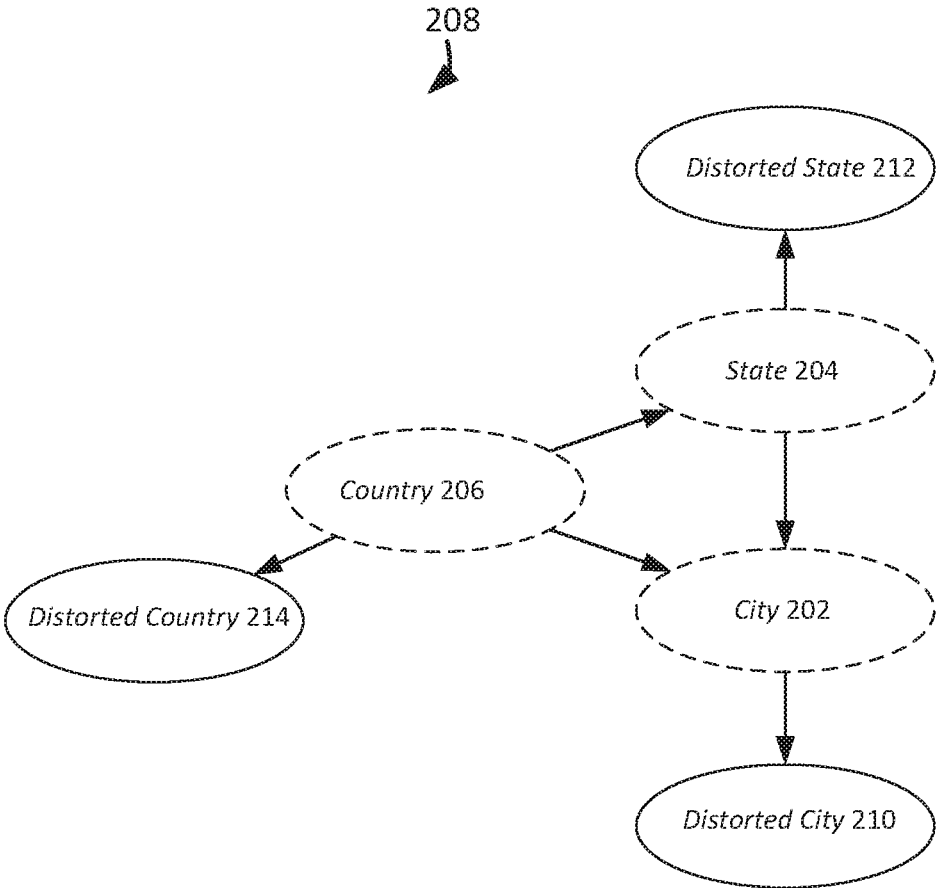 208
Distorted State 212
State 204
Country 206
City 202
Distorted Country 214
Distorted City 210